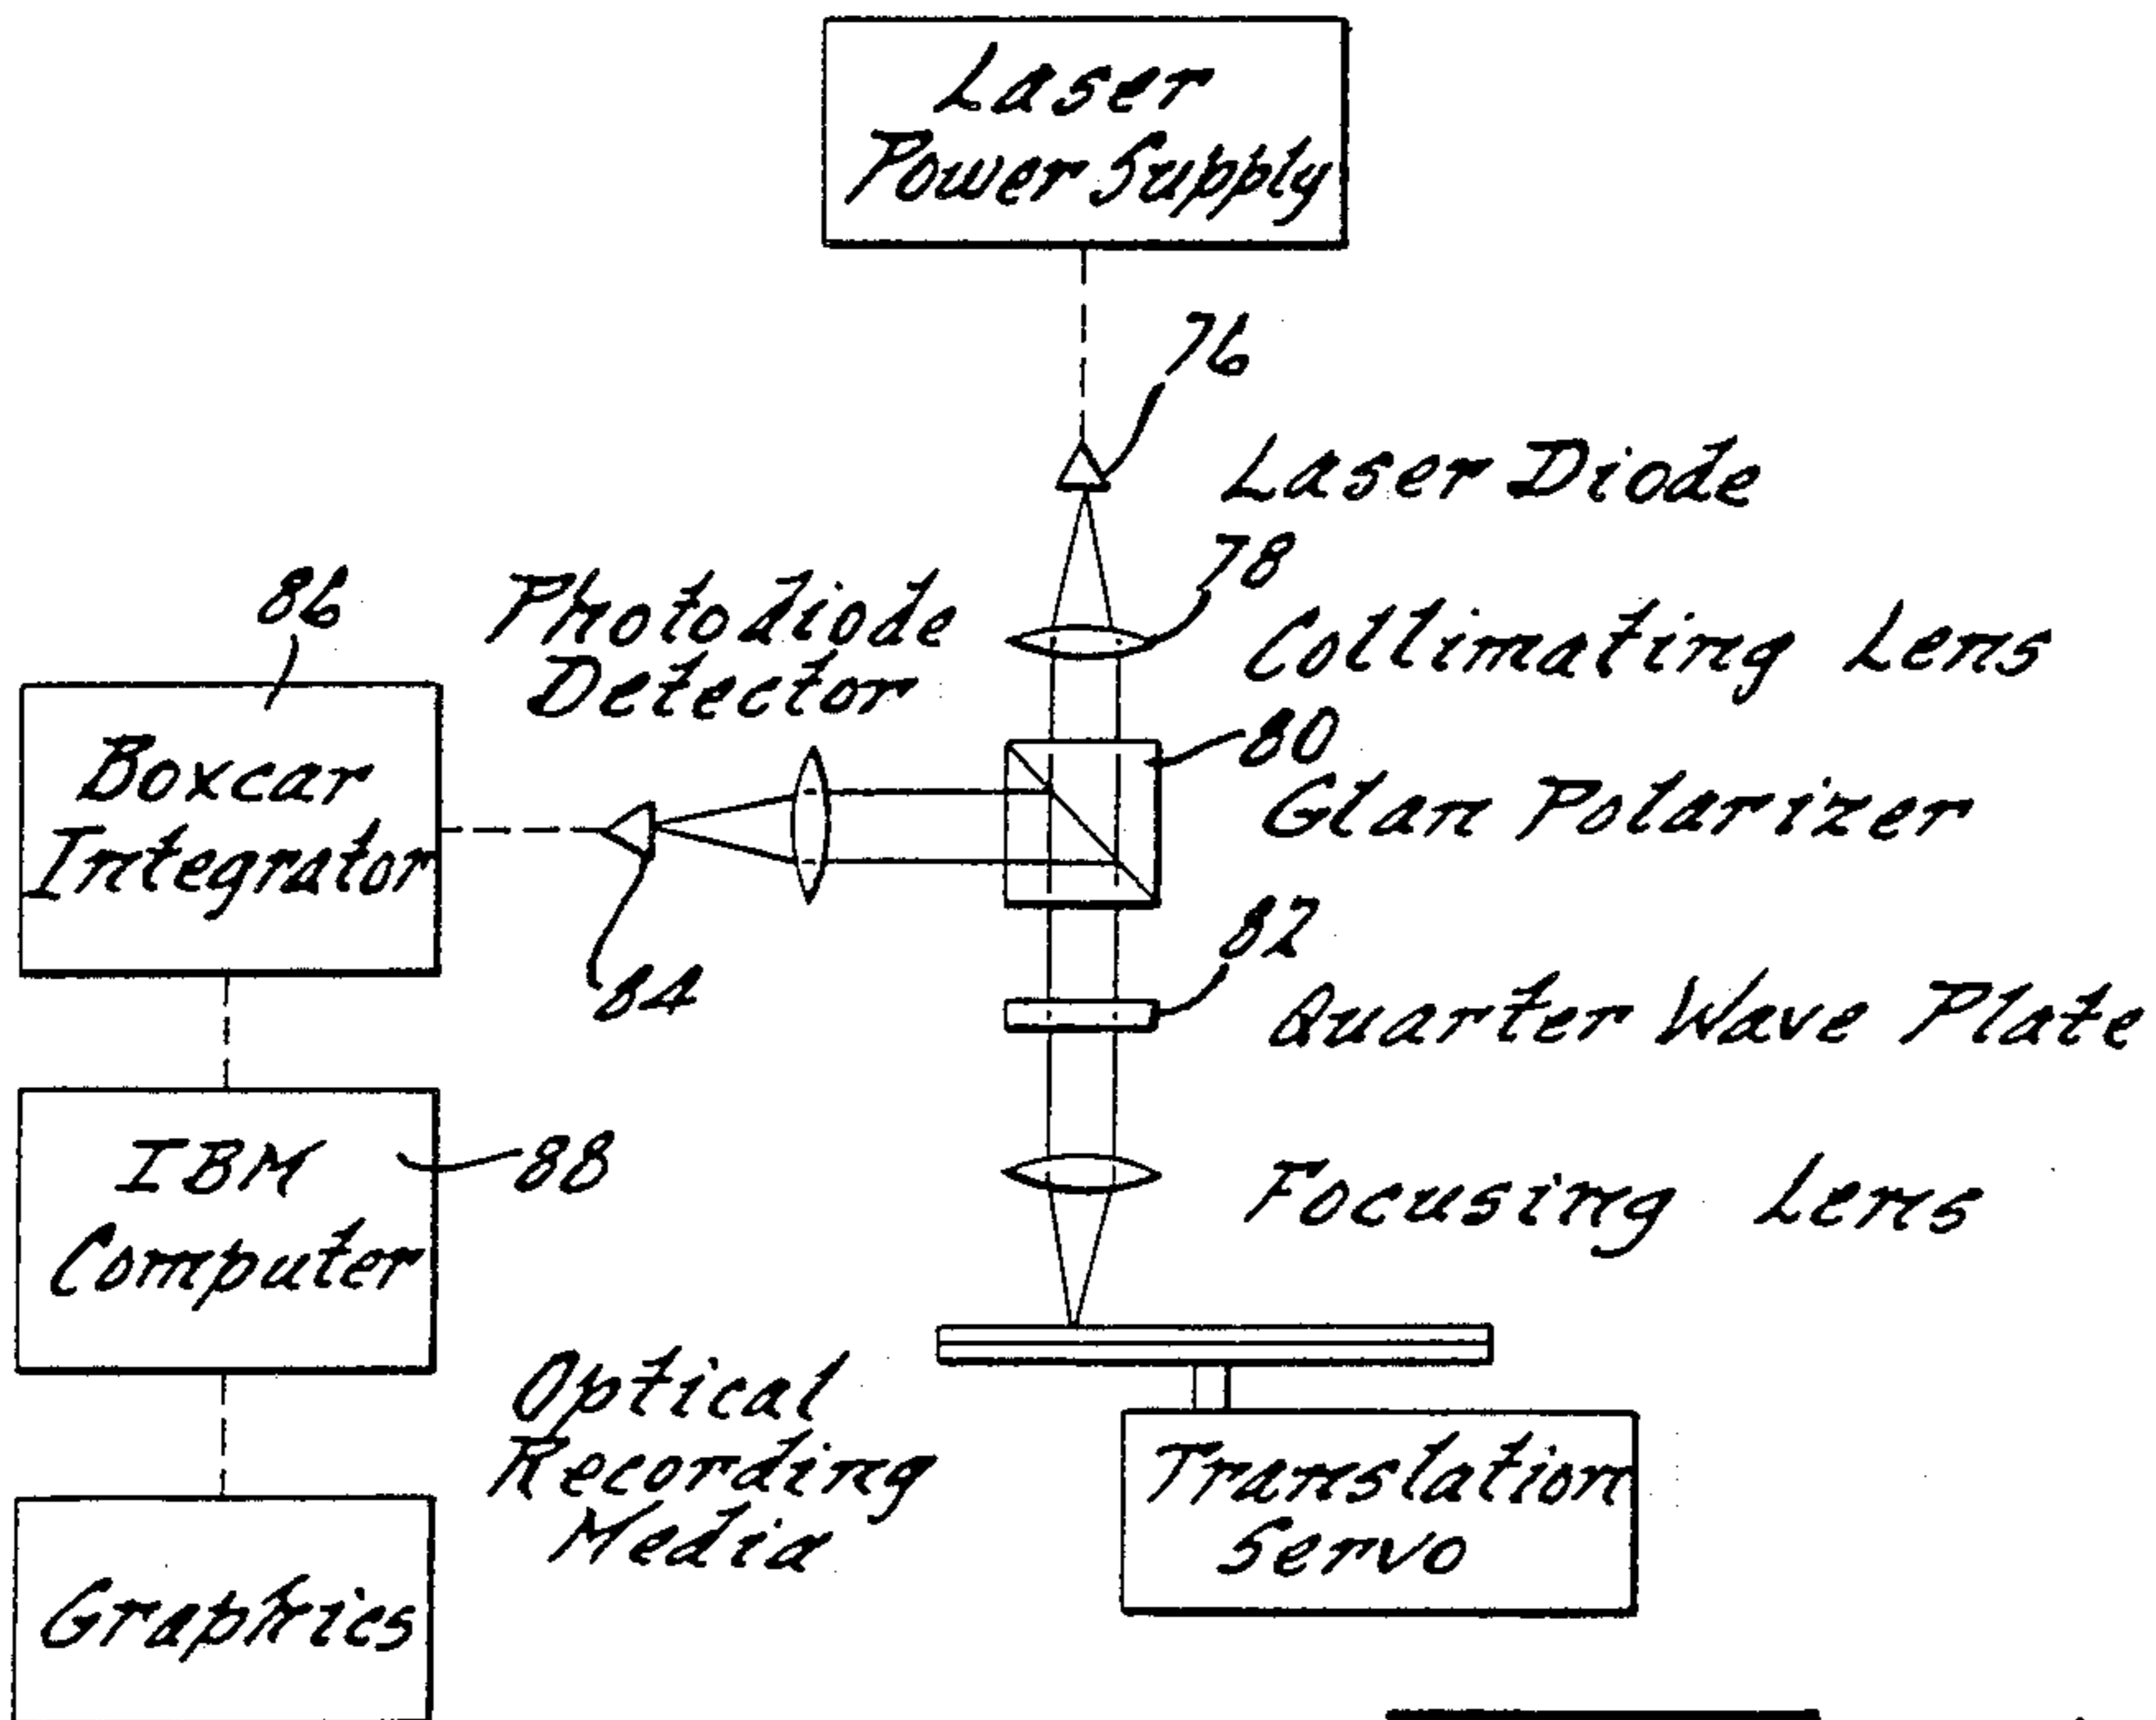 Laser
Power Supply
76
Laser Diode
78
Collimating Lens
86
Photodiode
Detector
80
Glan Polarizer
Boxcar
Integrator
84
82
Quarter Wave Plate
IBM
Computer
88
Focusing Lens
Optical
Recording
Media
Translation
Servo
Graphics